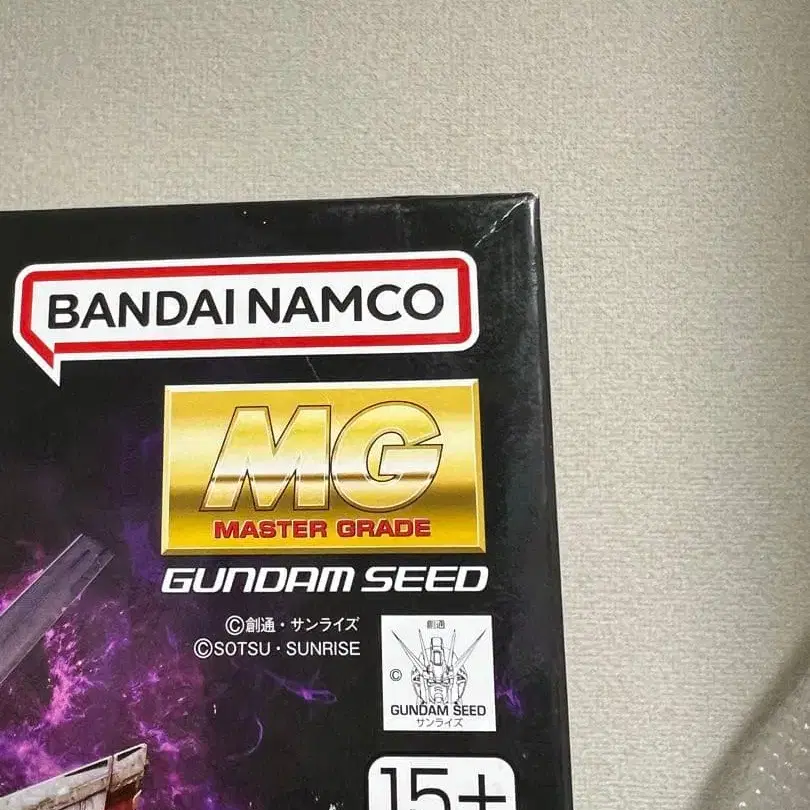 BANDAI NAMCO
MG
MASTER GRADE
GUNDAM SEED
©創通・サンライズ
©SOTSU・SUNRISE
創通
©
GUNDAM SEED
サンライズ
15+